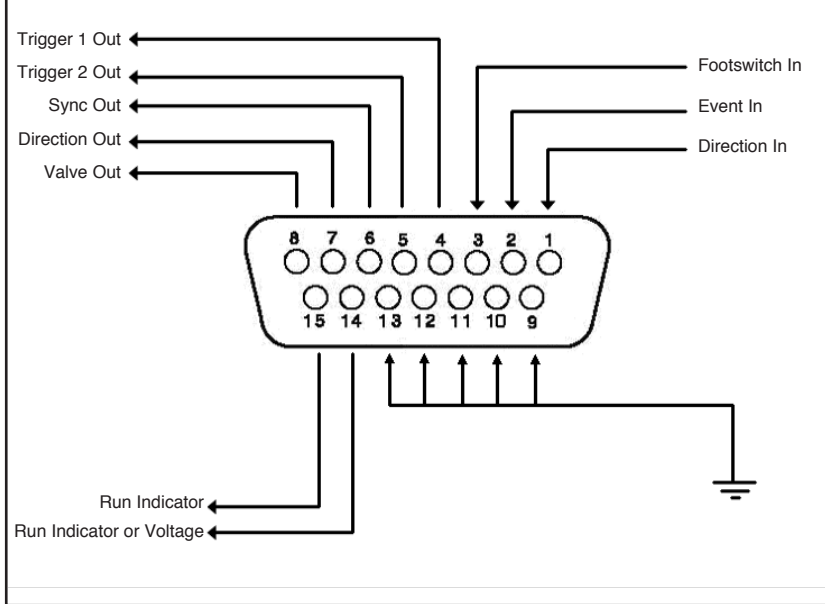 Trigger 1 Out
Trigger 2 Out
Sync Out
Direction Out
Valve Out
Footswitch In
Event In
Direction In
8 7 6 5 4 3 2 1
15 14 13 12 11 10 9
Run Indicator
Run Indicator or Voltage